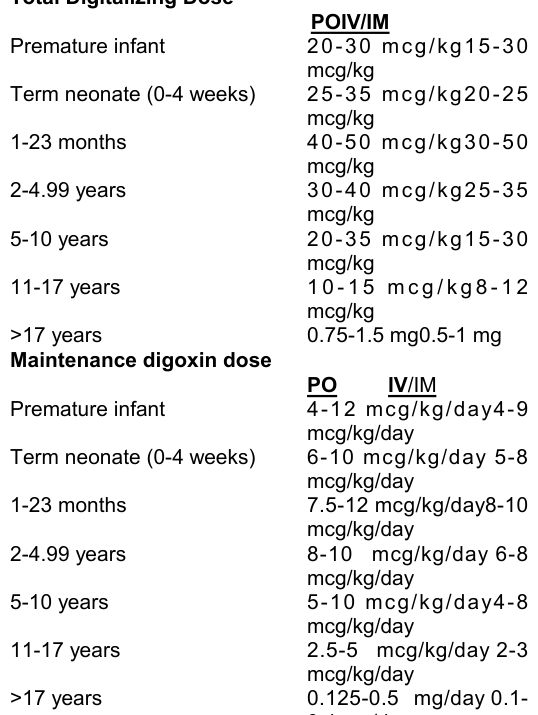 Total Digitalizing Dose
POIV/IM
Premature infant 20-30 mcg/kg15-30
mcg/kg
Term neonate (0-4 weeks) 25-35 mcg/kg20-25
mcg/kg
1-23 months 40-50 mcg/kg30-50
mcg/kg
2-4.99 years 30-40 mcg/kg25-35
mcg/kg
5-10 years 20-35 mcg/kg15-30
mcg/kg
11-17 years 10-15 mcg/kg8-12
mcg/kg
>17 years 0.75-1.5 mg0.5-1 mg
Maintenance digoxin dose
PO IV/IM
Premature infant 4-12 mcg/kg/day4-9
mcg/kg/day
Term neonate (0-4 weeks) 6-10 mcg/kg/day 5-8
mcg/kg/day
1-23 months 7.5-12 mcg/kg/day8-10
mcg/kg/day
2-4.99 years 8-10 mcg/kg/day 6-8
mcg/kg/day
5-10 years 5-10 mcg/kg/day4-8
mcg/kg/day
11-17 years 2.5-5 mcg/kg/day 2-3
mcg/kg/day
>17 years 0.125-0.5 mg/day 0.1-